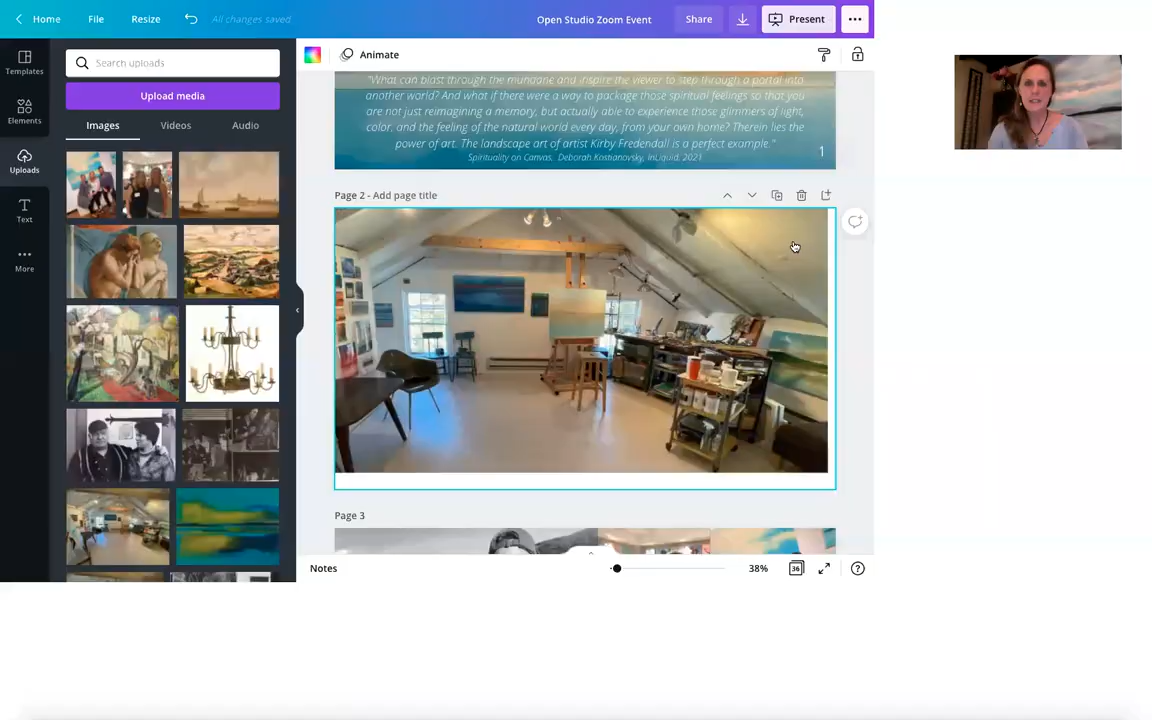 Home File Resize All changes saved Open Studio Zoom Event Share Present
Templates
Elements
Uploads
Text
More
Search uploads
Upload media
Images Videos Audio
Animate
"What can blast through the mundane and inspire the viewer to step through a portal into
another world? And what if there were a way to package those spiritual feelings so that you
are not just reimagining a memory, but actually able to experience those glimmers of light,
color, and the feeling of the natural world every day, from your own home? Therein lies the
power of art. The landscape art of artist Kirby Fredendall is a perfect example."
Spirituality on Canvas, Deborah Kostianovsky, InLiquid, 2021
1
Page 2 - Add page title
Page 3
Notes 38% 36